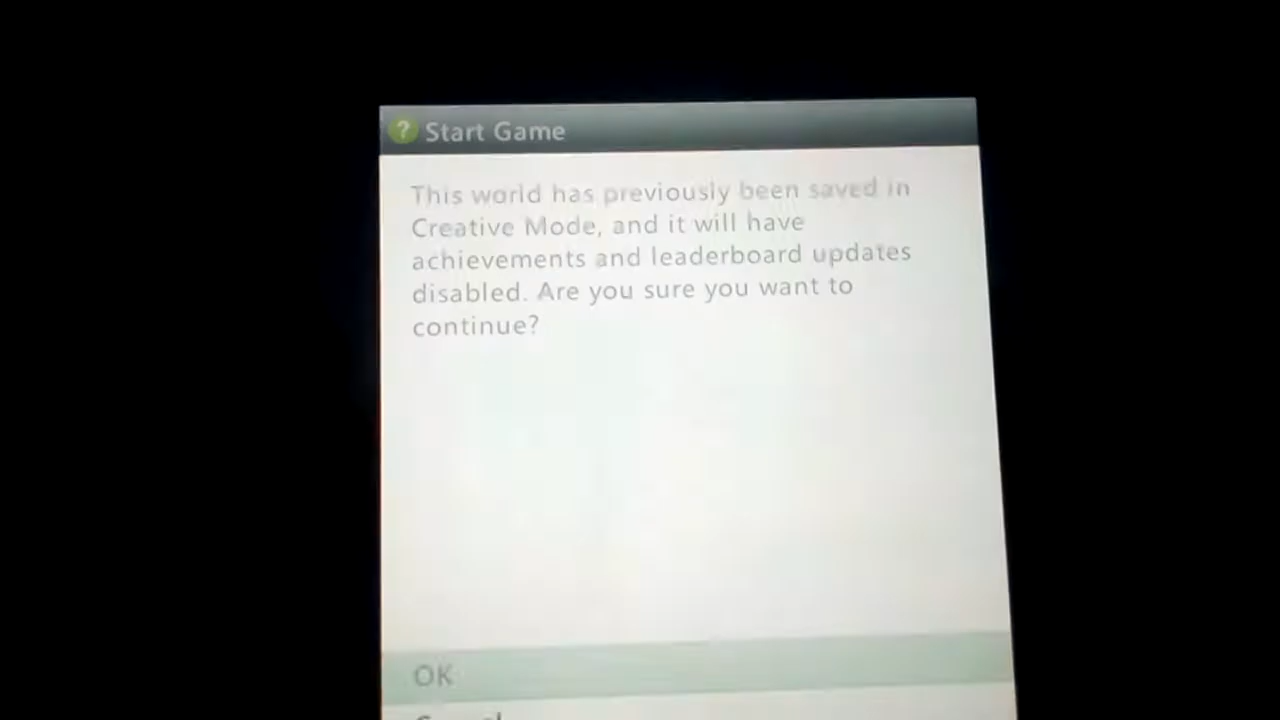 ? Start Game
This world has previously been saved in
Creative Mode, and it will have
achievements and leaderboard updates
disabled. Are you sure you want to
continue?
OK